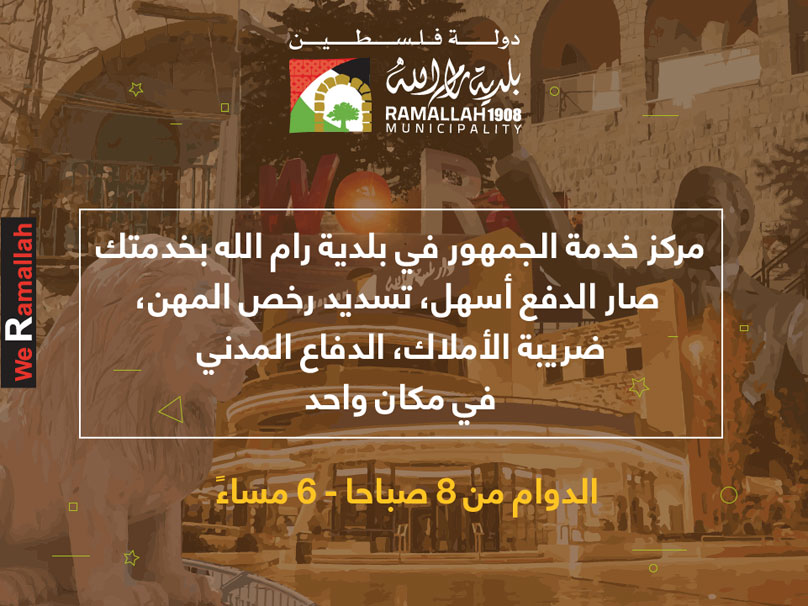 دولة فلسطين
بلدية رام الله
RAMALLAH 1908
MUNICIPALITY
We Ramallah
WeR
مركز خدمة الجمهور في بلدية رام الله بخدمتك
صار الدفع أسهل، تسديد رخص المهن،
ضريبة الأملاك، الدفاع المدني
في مكان واحد
الدوام من 8 صباحا - 6 مساءً